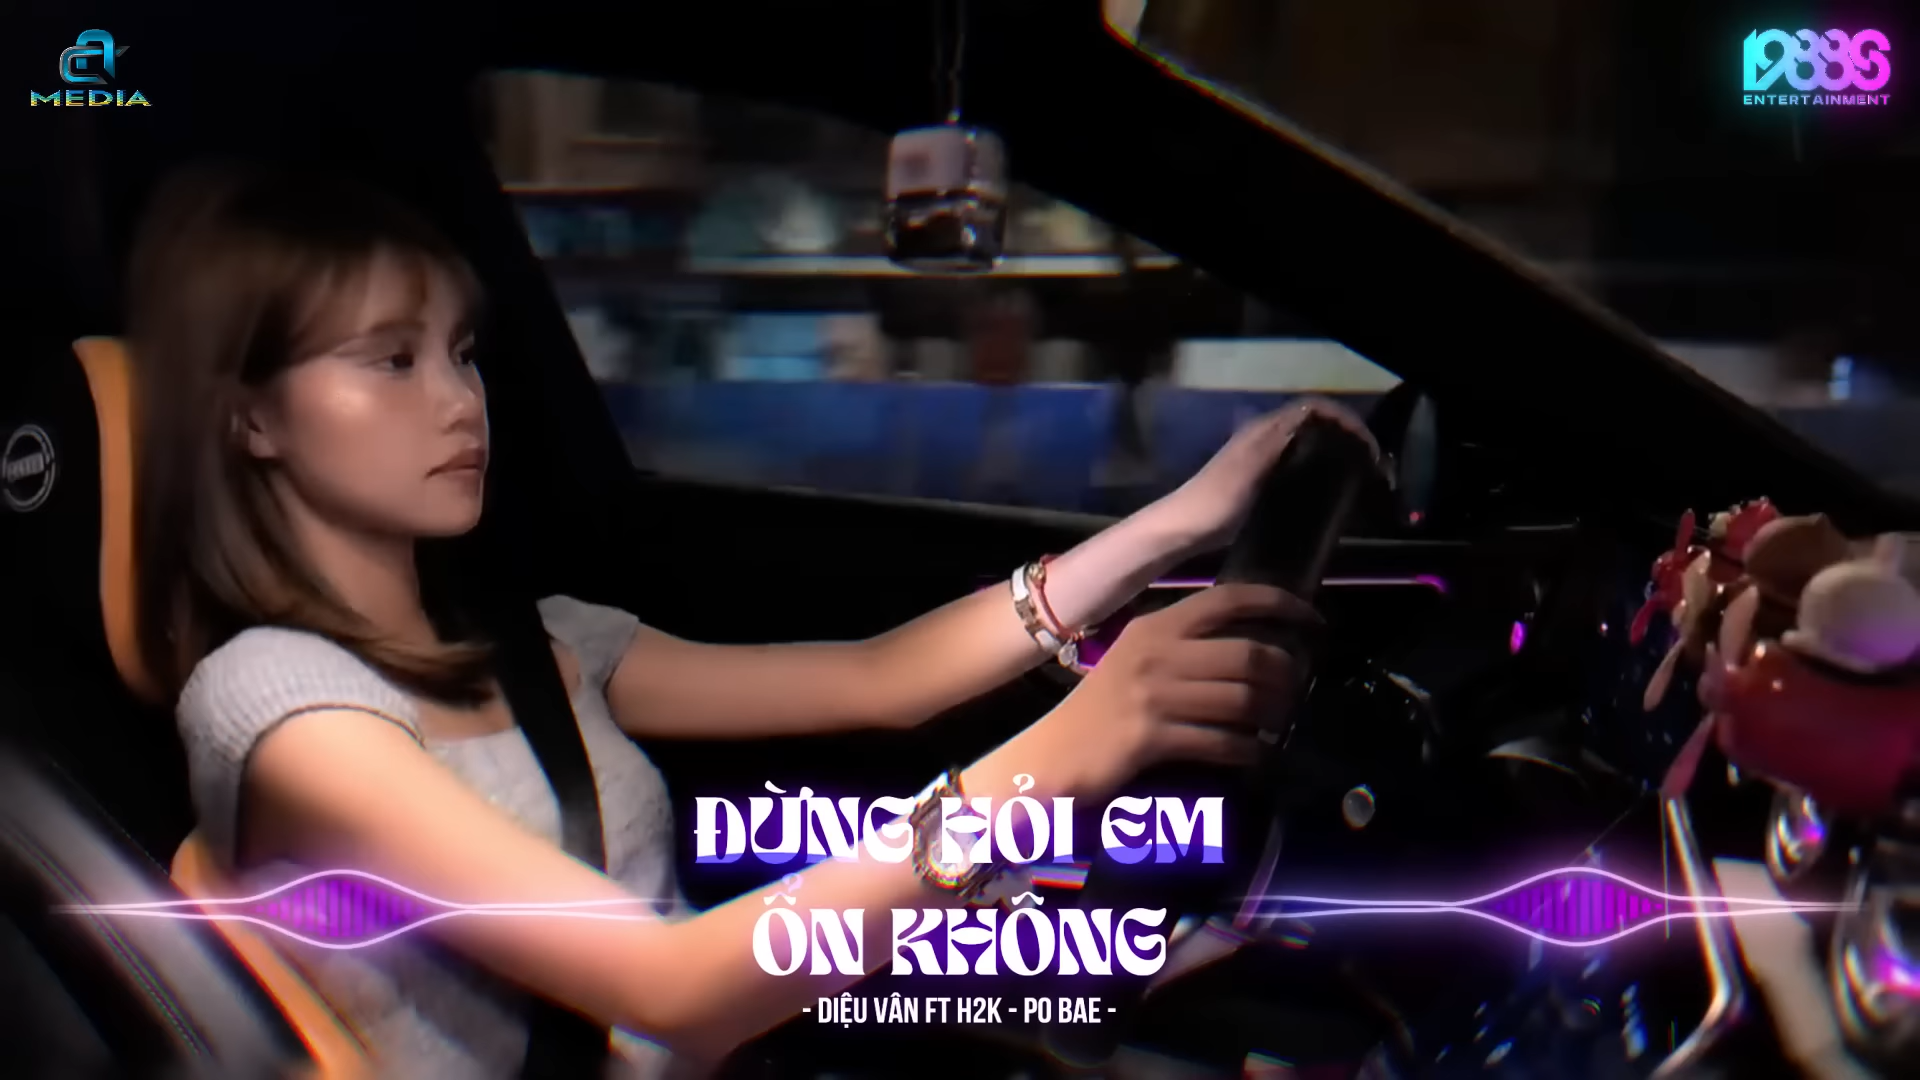 MEDIA
1988S
ENTERTAINMENT
ĐỪNG HỎI EM
ỔN KHÔNG
- DIỆU VÂN FT H2K - PO BAE -